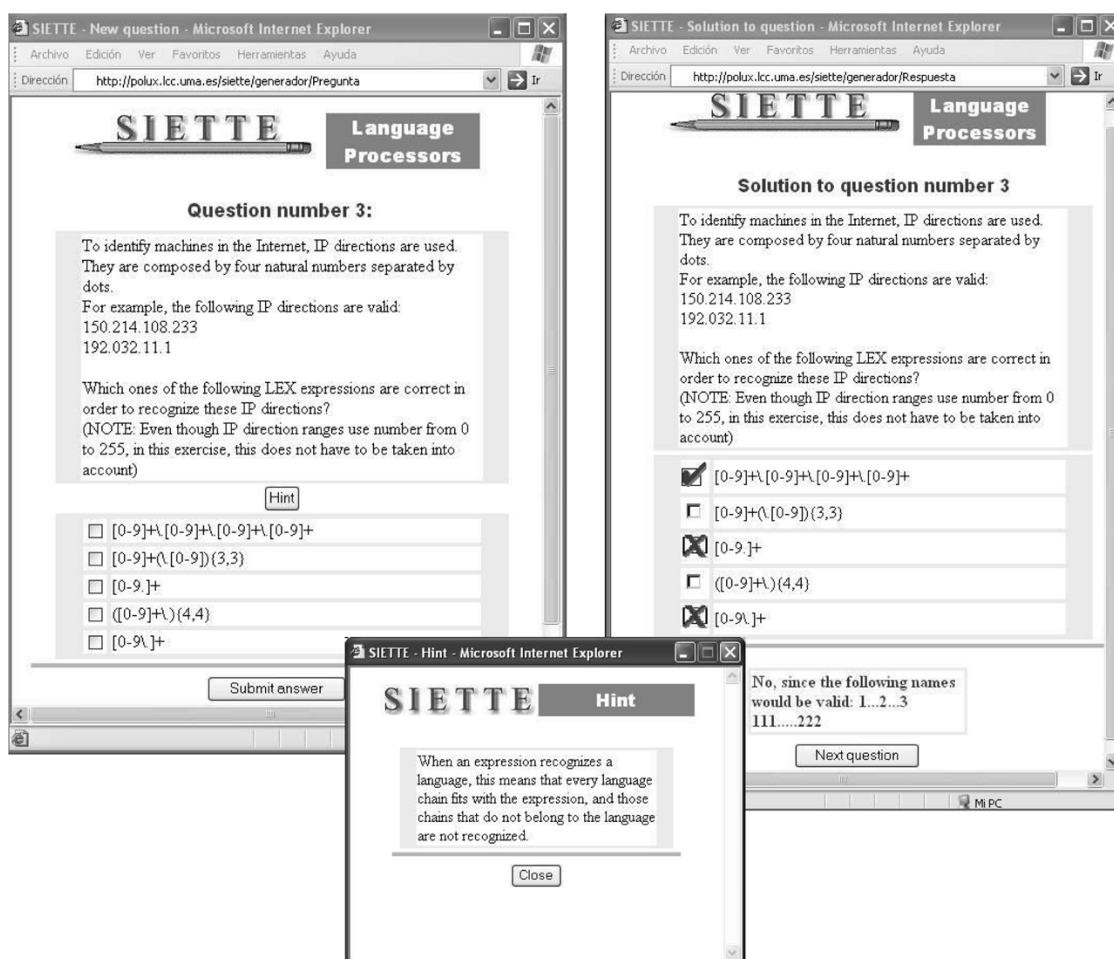 SIETTE - New question - Microsoft Internet Explorer
Archivo Edición Ver Favoritos Herramientas Ayuda
Dirección http://polux.lcc.uma.es/siette/generador/Pregunta Ir
SIETTE
Language
Processors
Question number 3:
To identify machines in the Internet, IP directions are used.
They are composed by four natural numbers separated by
dots.
For example, the following IP directions are valid:
150.214.108.233
192.032.11.1
Which ones of the following LEX expressions are correct in
order to recognize these IP directions?
(NOTE: Even though IP direction ranges use number from 0
to 255, in this exercise, this does not have to be taken into
account)
Hint
[0-9]+\.[0-9]+\.[0-9]+\.[0-9]+
[0-9]+(\.[0-9]){3,3}
[0-9.]+
([0-9]+\.){4,4}
[0-9\.]+
Submit answer
SIETTE - Solution to question - Microsoft Internet Explorer
Archivo Edición Ver Favoritos Herramientas Ayuda
Dirección http://polux.lcc.uma.es/siette/generador/Respuesta Ir
SIETTE
Language
Processors
Solution to question number 3
To identify machines in the Internet, IP directions are used.
They are composed by four natural numbers separated by
dots.
For example, the following IP directions are valid:
150.214.108.233
192.032.11.1
Which ones of the following LEX expressions are correct in
order to recognize these IP directions?
(NOTE: Even though IP direction ranges use number from 0
to 255, in this exercise, this does not have to be taken into
account)
[0-9]+\.[0-9]+\.[0-9]+\.[0-9]+
[0-9]+(\.[0-9]){3,3}
[0-9.]+
([0-9]+\.){4,4}
[0-9\.]+
No, since the following names
would be valid: 1...2...3
111.....222
Next question
Mi PC
SIETTE - Hint - Microsoft Internet Explorer
SIETTE
Hint
When an expression recognizes a
language, this means that every language
chain fits with the expression, and those
chains that do not belong to the language
are not recognized.
Close